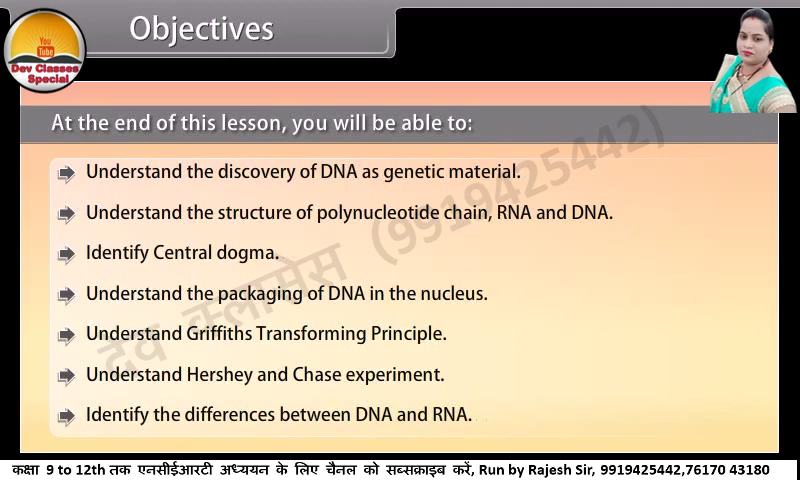 Objectives
You
Tube
Dev Classes
Special
At the end of this lesson, you will be able to:
Understand the discovery of DNA as genetic material.
Understand the structure of polynucleotide chain, RNA and DNA.
Identify Central dogma.
Understand the packaging of DNA in the nucleus.
Understand Griffiths Transforming Principle.
Understand Hershey and Chase experiment.
Identify the differences between DNA and RNA.
देव क्लासेस (9919425442)
कक्षा 9 to 12th तक एनसीईआरटी अध्ययन के लिए चैनल को सब्सक्राइब करें, Run by Rajesh Sir, 9919425442,76170 43180